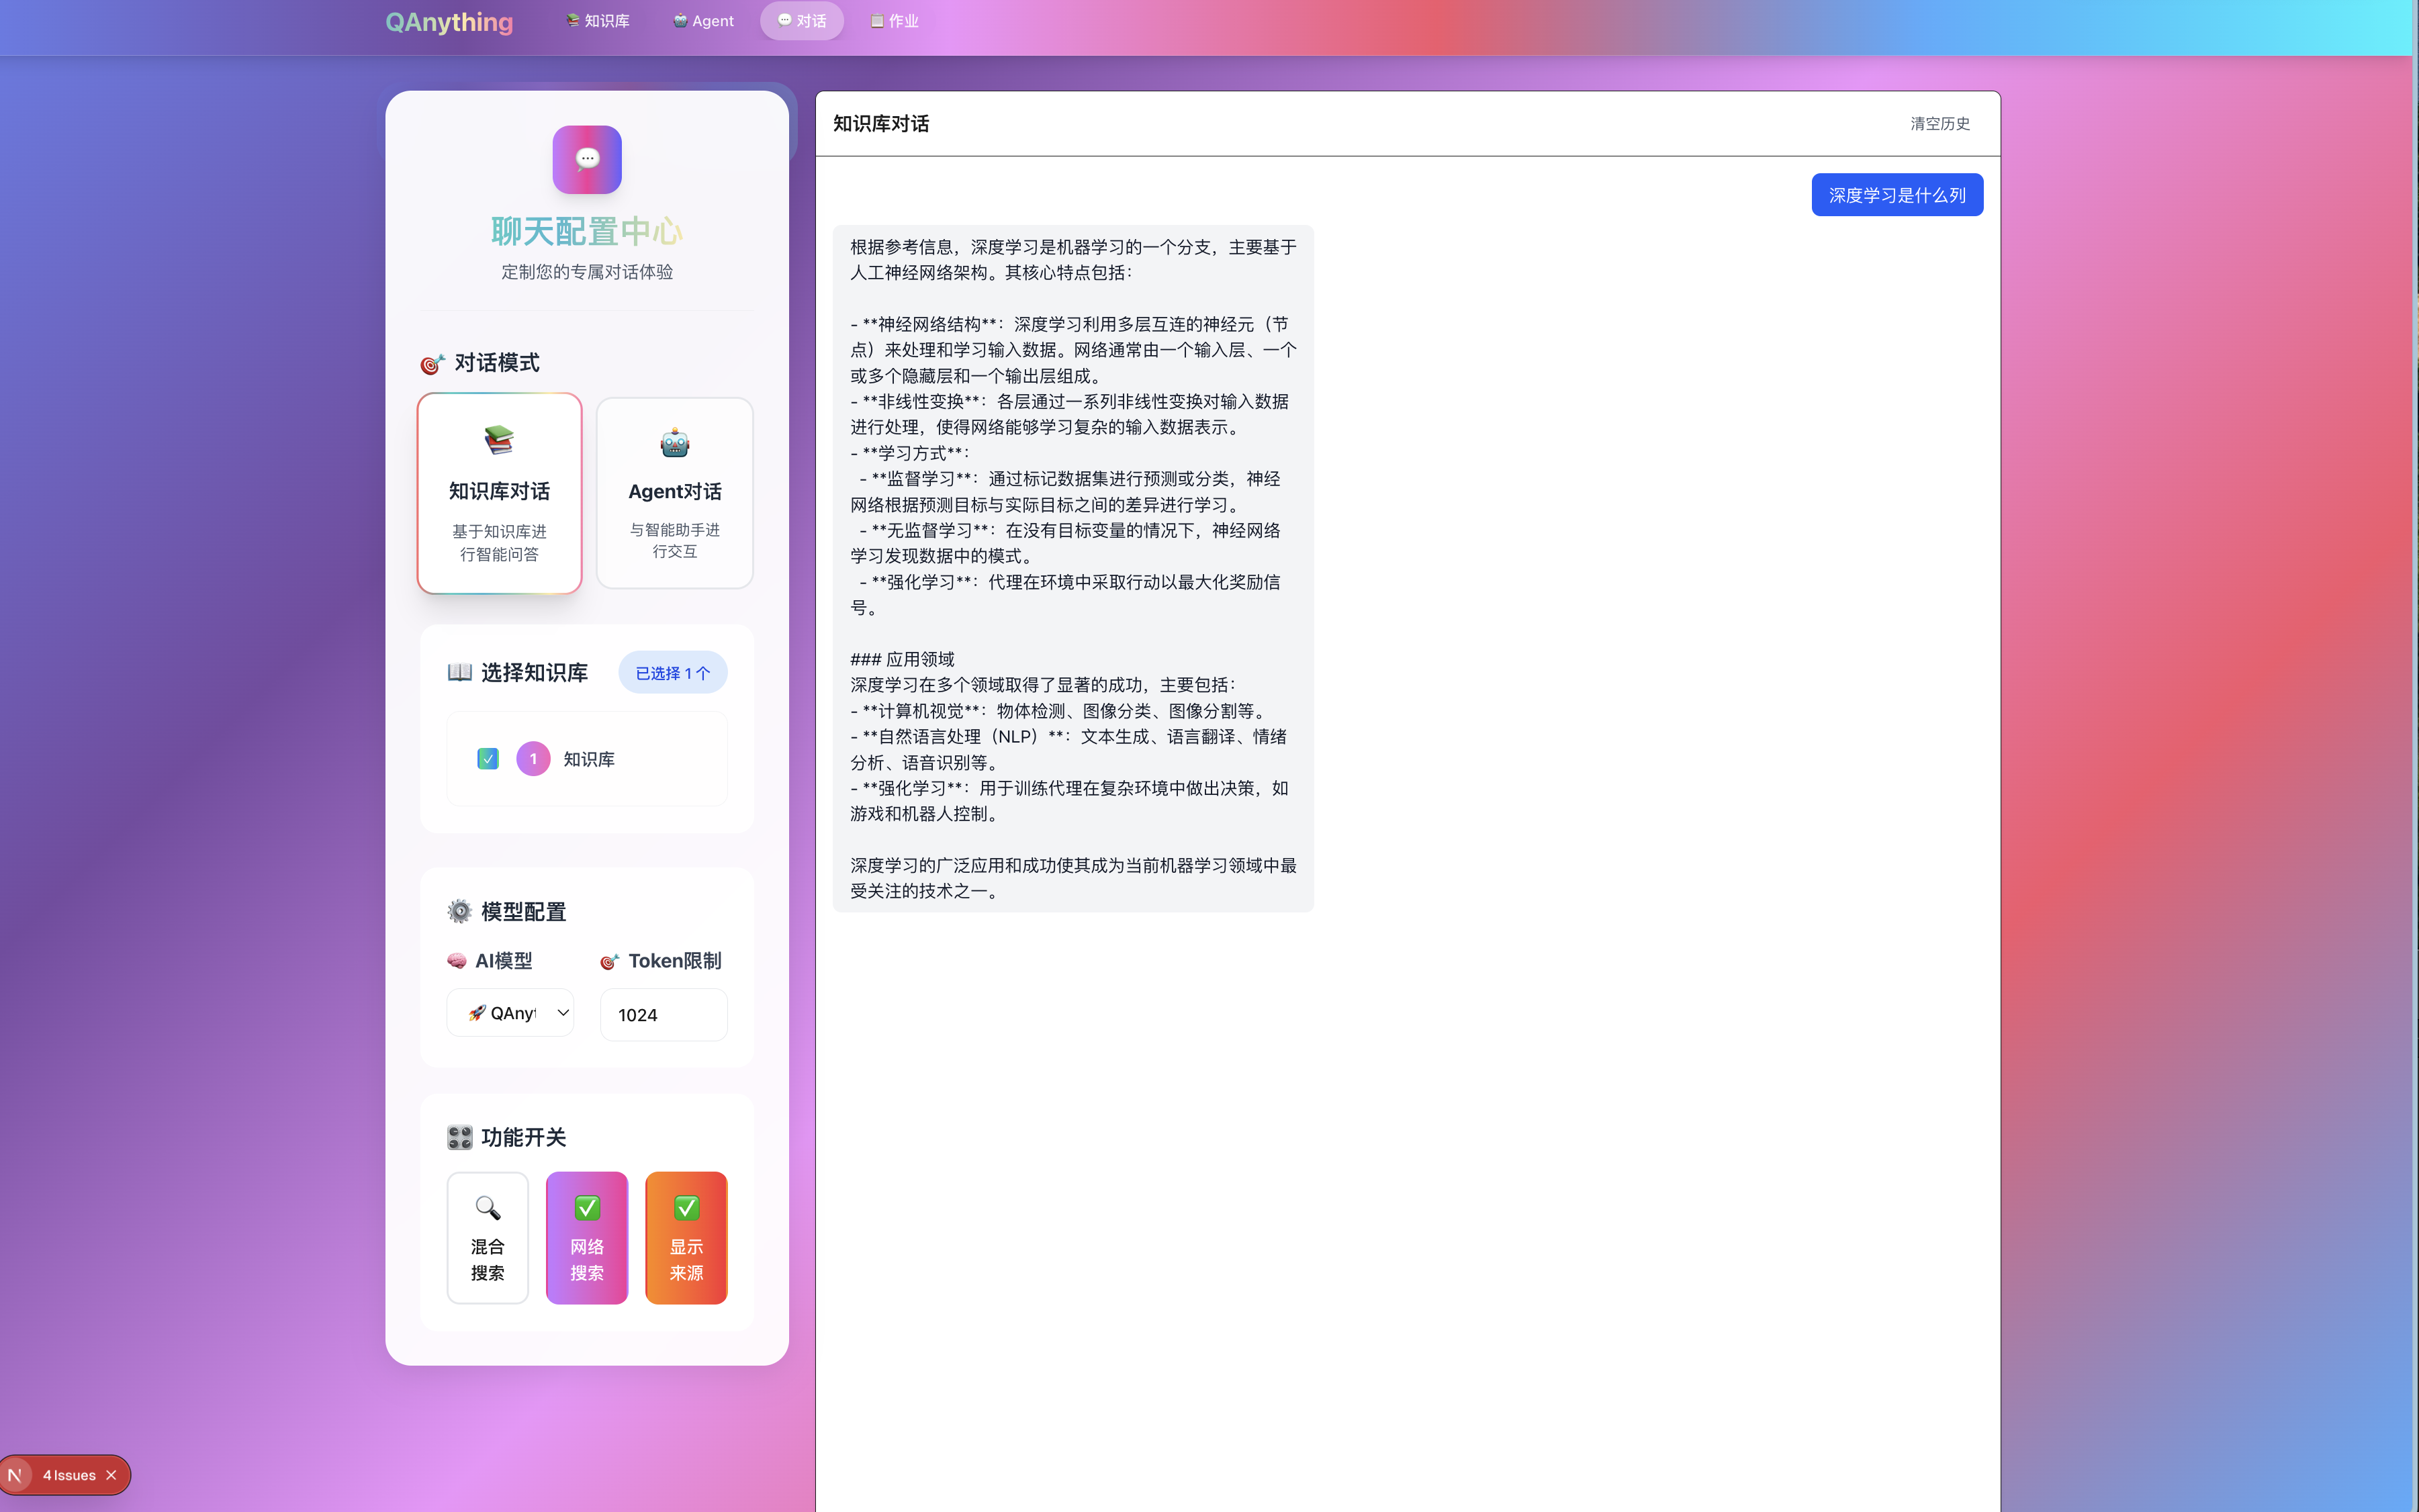 QAnything
知识库
Agent
对话
作业
聊天配置中心
定制您的专属对话体验
对话模式
知识库对话
基于知识库进
行智能问答
Agent对话
与智能助手进
行交互
选择知识库
已选择 1 个
1
知识库
模型配置
AI模型
Token限制
QAnyt
1024
功能开关
混合
搜索
网络
搜索
显示
来源
知识库对话
清空历史
深度学习是什么列
根据参考信息，深度学习是机器学习的一个分支，主要基于
人工神经网络架构。其核心特点包括：
- **神经网络结构**：深度学习利用多层互连的神经元（节
点）来处理和学习输入数据。网络通常由一个输入层、一个
或多个隐藏层和一个输出层组成。
- **非线性变换**：各层通过一系列非线性变换对输入数据
进行处理，使得网络能够学习复杂的输入数据表示。
- **学习方式**：
- **监督学习**：通过标记数据集进行预测或分类，神经
网络根据预测目标与实际目标之间的差异进行学习。
- **无监督学习**：在没有目标变量的情况下，神经网络
学习发现数据中的模式。
- **强化学习**：代理在环境中采取行动以最大化奖励信
号。
### 应用领域
深度学习在多个领域取得了显著的成功，主要包括：
- **计算机视觉**：物体检测、图像分类、图像分割等。
- **自然语言处理（NLP）**：文本生成、语言翻译、情绪
分析、语音识别等。
- **强化学习**：用于训练代理在复杂环境中做出决策，如
游戏和机器人控制。
深度学习的广泛应用和成功使其成为当前机器学习领域中最
受关注的技术之一。
N
4 Issues